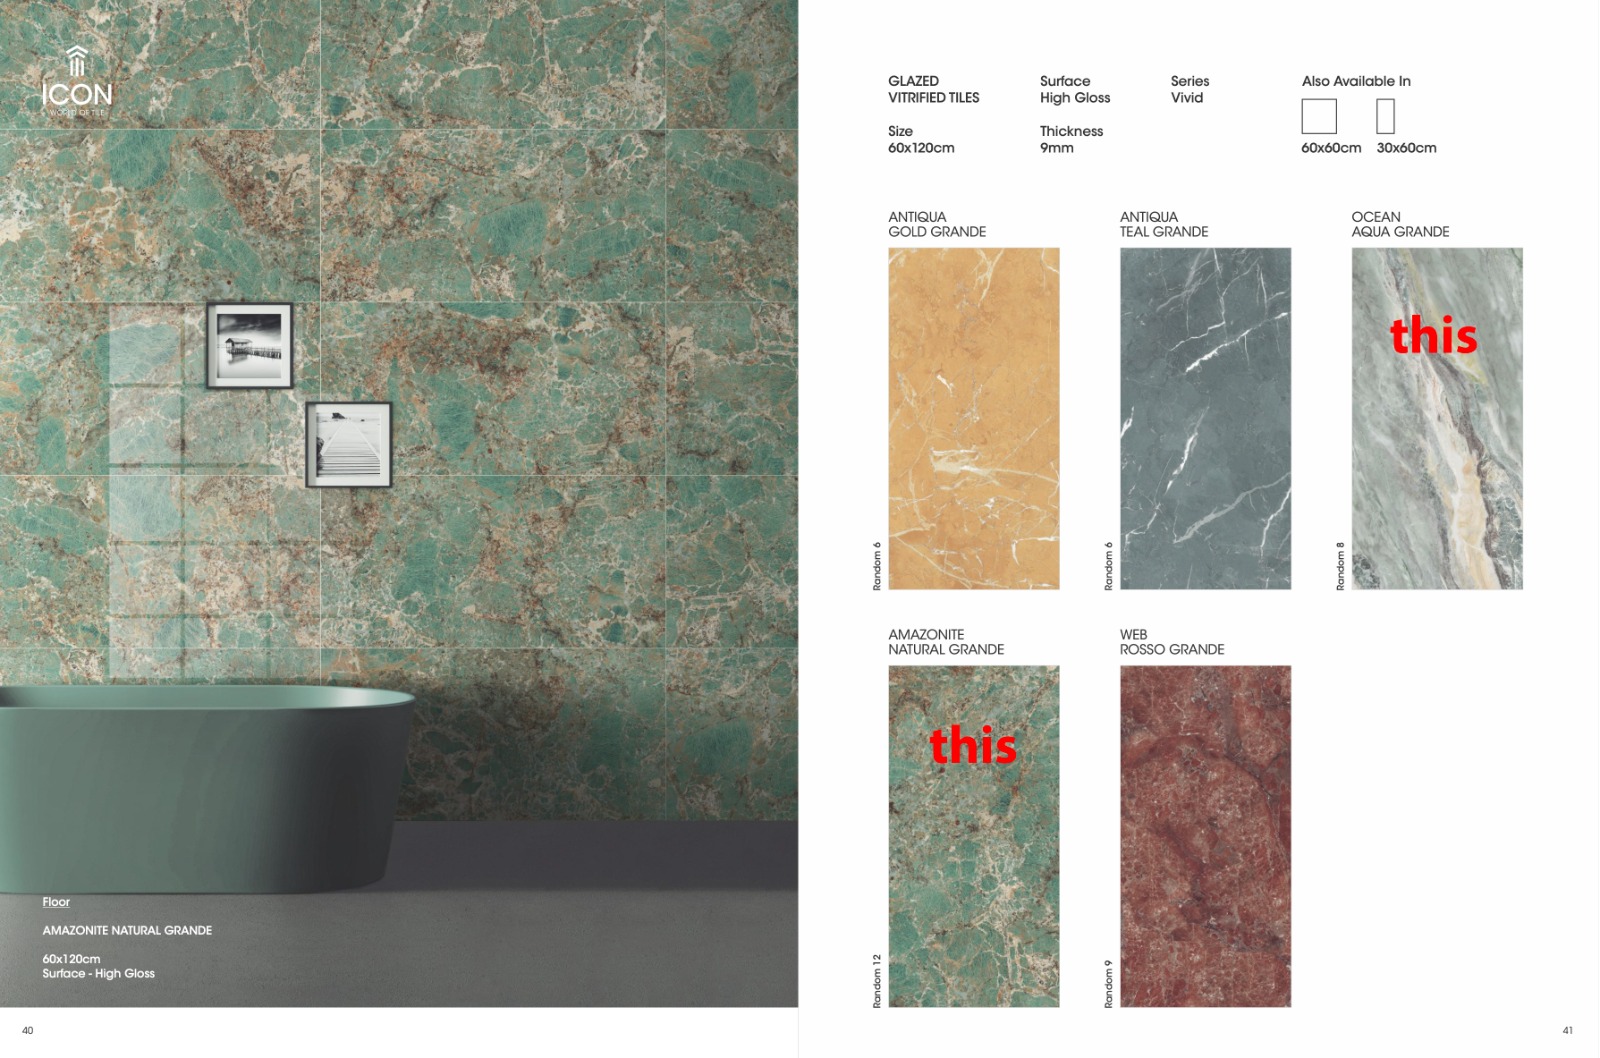 ICON
WORLD OF TILE
Floor
AMAZONITE NATURAL GRANDE
60x120cm
Surface - High Gloss
40
GLAZED
VITRIFIED TILES
Size
60x120cm
Surface
High Gloss
Thickness
9mm
Series
Vivid
Also Available In
60x60cm
30x60cm
ANTIQUA
GOLD GRANDE
Random 6
ANTIQUA
TEAL GRANDE
Random 6
OCEAN
AQUA GRANDE
this
Random 8
AMAZONITE
NATURAL GRANDE
this
Random 12
WEB
ROSSO GRANDE
Random 9
41